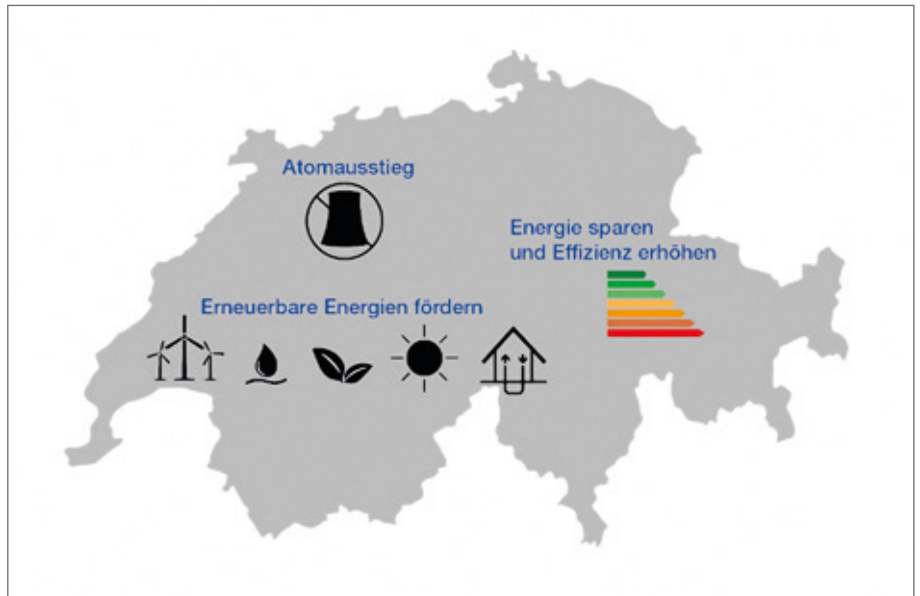 Atomausstieg
Energie sparen
und Effizienz erhöhen
Erneuerbare Energien fördern